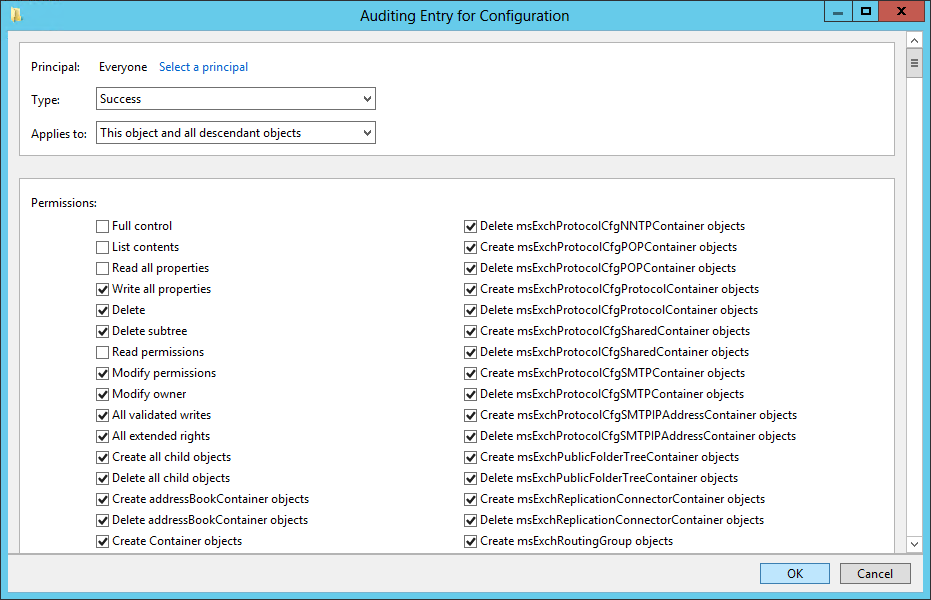 Auditing Entry for Configuration
Principal: Everyone Select a principal
Type: Success
Applies to: This object and all descendant objects
Permissions:
Full control
List contents
Read all properties
Write all properties
Delete
Delete subtree
Read permissions
Modify permissions
Modify owner
All validated writes
All extended rights
Create all child objects
Delete all child objects
Create addressBookContainer objects
Delete addressBookContainer objects
Create Container objects
Delete msExchProtocolCfgNNTPContainer objects
Create msExchProtocolCfgPOPContainer objects
Delete msExchProtocolCfgPOPContainer objects
Create msExchProtocolCfgProtocolContainer objects
Delete msExchProtocolCfgProtocolContainer objects
Create msExchProtocolCfgSharedContainer objects
Delete msExchProtocolCfgSharedContainer objects
Create msExchProtocolCfgSMTPContainer objects
Delete msExchProtocolCfgSMTPContainer objects
Create msExchProtocolCfgSMTPIPAddressContainer objects
Delete msExchProtocolCfgSMTPIPAddressContainer objects
Create msExchPublicFolderTreeContainer objects
Delete msExchPublicFolderTreeContainer objects
Create msExchReplicationConnectorContainer objects
Delete msExchReplicationConnectorContainer objects
Create msExchRoutingGroup objects
OK Cancel